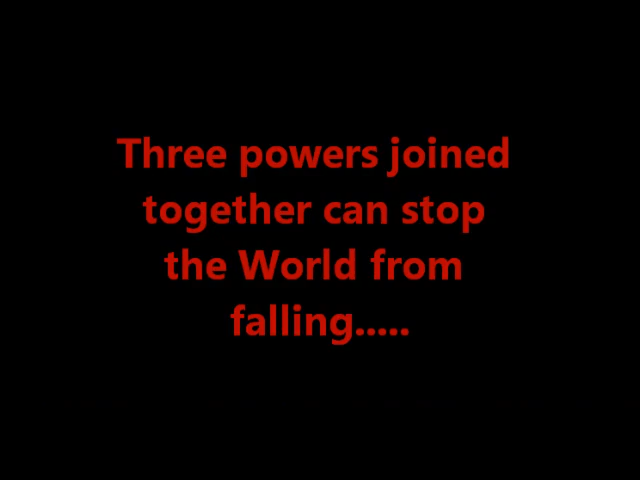 Three powers joined
together can stop
the World from
falling.....